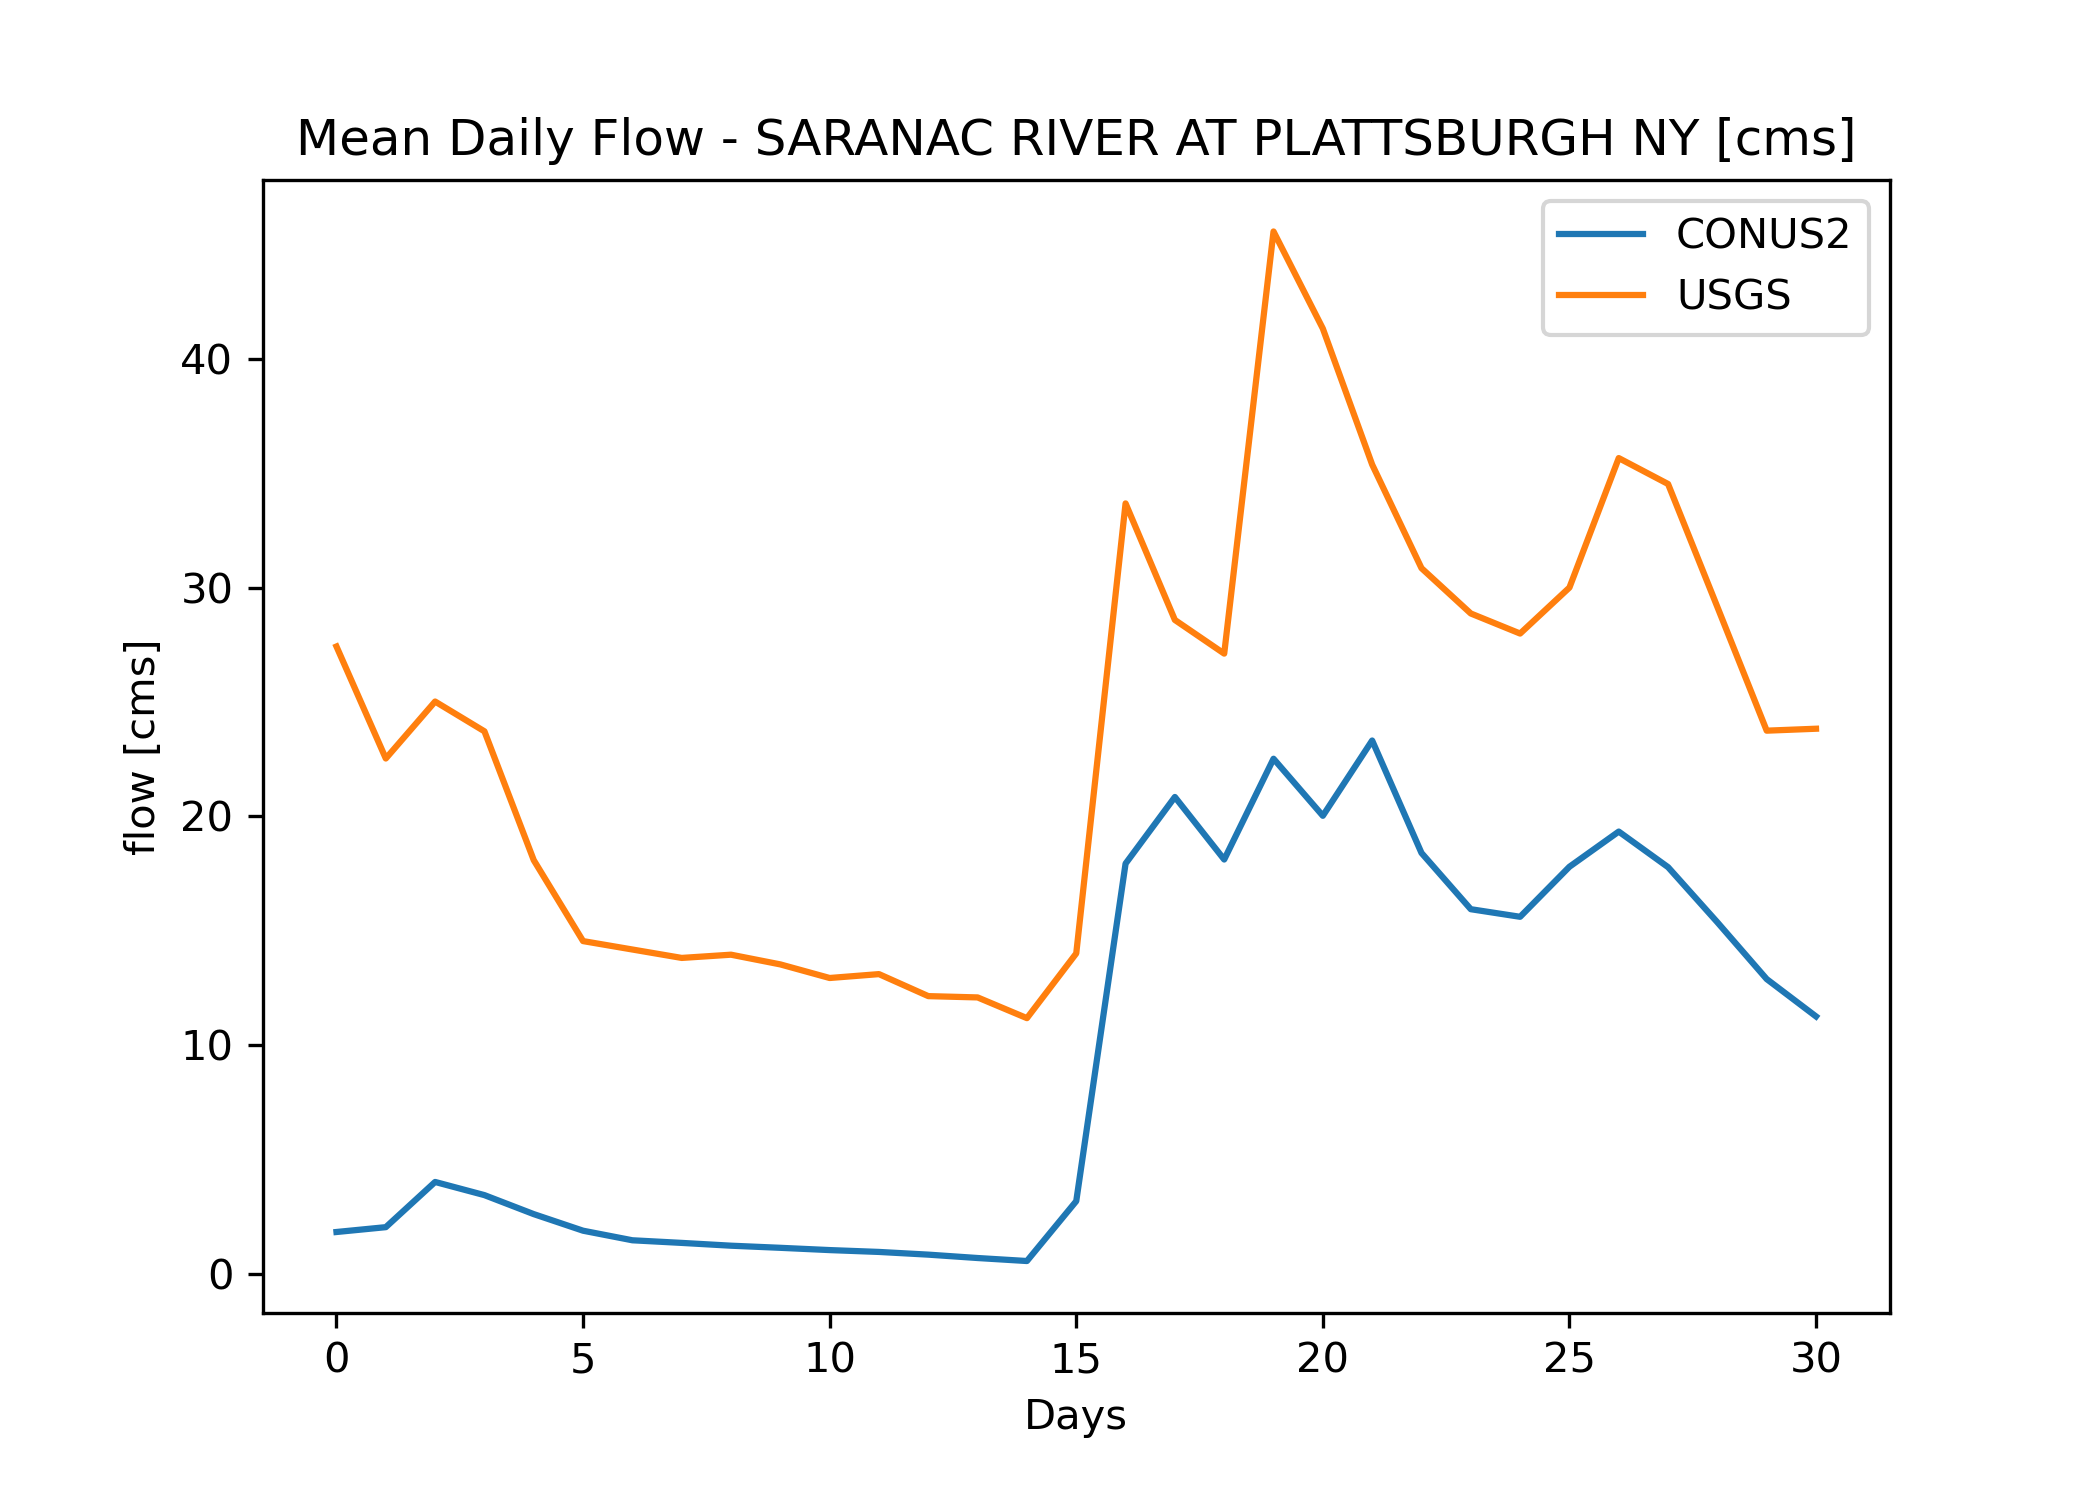 Mean Daily Flow - SARANAC RIVER AT PLATTSBURGH NY [cms]
CONUS2
USGS
flow [cms]
40
30
20
10
0
0 5 10 15 20 25 30
Days